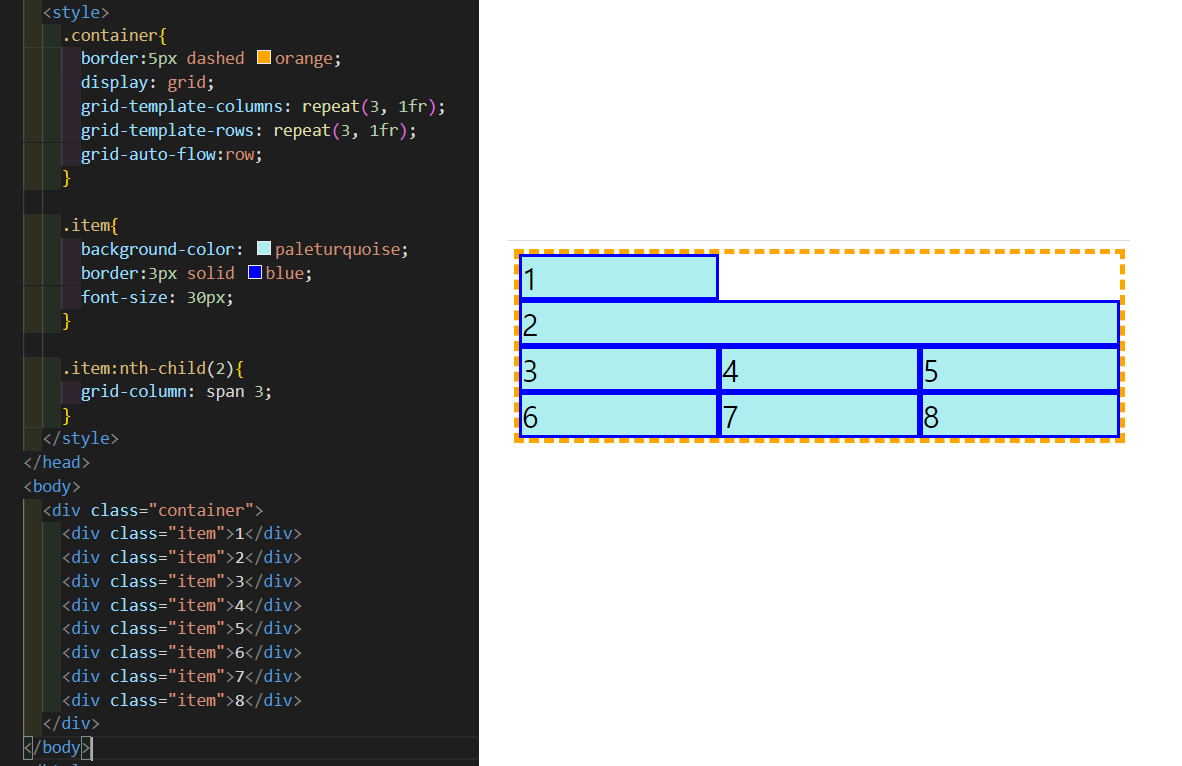 <style>
.container{
border:5px dashed orange;
display: grid;
grid-template-columns: repeat(3, 1fr);
grid-template-rows: repeat(3, 1fr);
grid-auto-flow:row;
}
.item{
background-color: paleturquoise;
border:3px solid blue;
font-size: 30px;
}
.item:nth-child(2){
grid-column: span 3;
}
</style>
</head>
<body>
<div class="container">
<div class="item">1</div>
<div class="item">2</div>
<div class="item">3</div>
<div class="item">4</div>
<div class="item">5</div>
<div class="item">6</div>
<div class="item">7</div>
<div class="item">8</div>
</div>
</body>
1
2
3 4 5
6 7 8